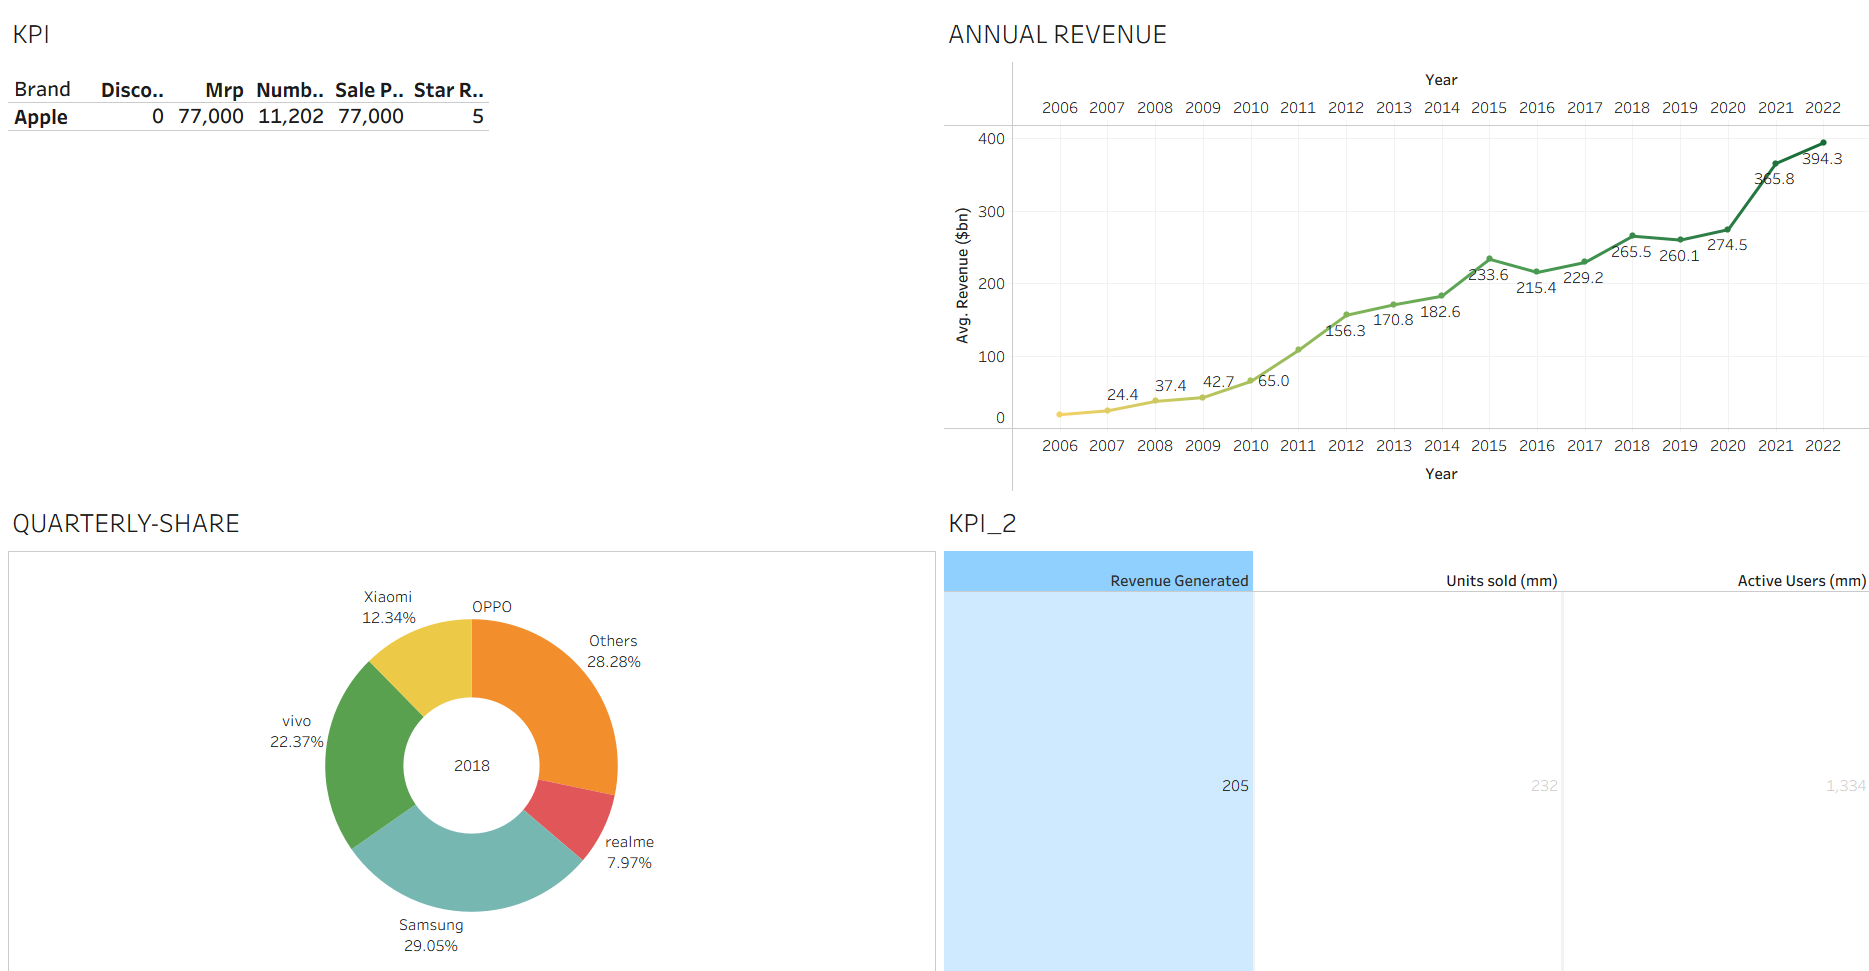 KPI
Brand Disco.. Mrp Numb.. Sale P.. Star R..
Apple 0 77,000 11,202 77,000 5
ANNUAL REVENUE
Year
2006 2007 2008 2009 2010 2011 2012 2013 2014 2015 2016 2017 2018 2019 2020 2021 2022
400
300
200
100
0
Avg. Revenue ($bn)
24.4
37.4
42.7
65.0
156.3
170.8
182.6
233.6
215.4
229.2
265.5
260.1
274.5
365.8
394.3
2006 2007 2008 2009 2010 2011 2012 2013 2014 2015 2016 2017 2018 2019 2020 2021 2022
Year
QUARTERLY-SHARE
Xiaomi
12.34%
OPPO
Others
28.28%
vivo
22.37%
2018
realme
7.97%
Samsung
29.05%
KPI_2
Revenue Generated Units sold (mm) Active Users (mm)
205 232 1,334